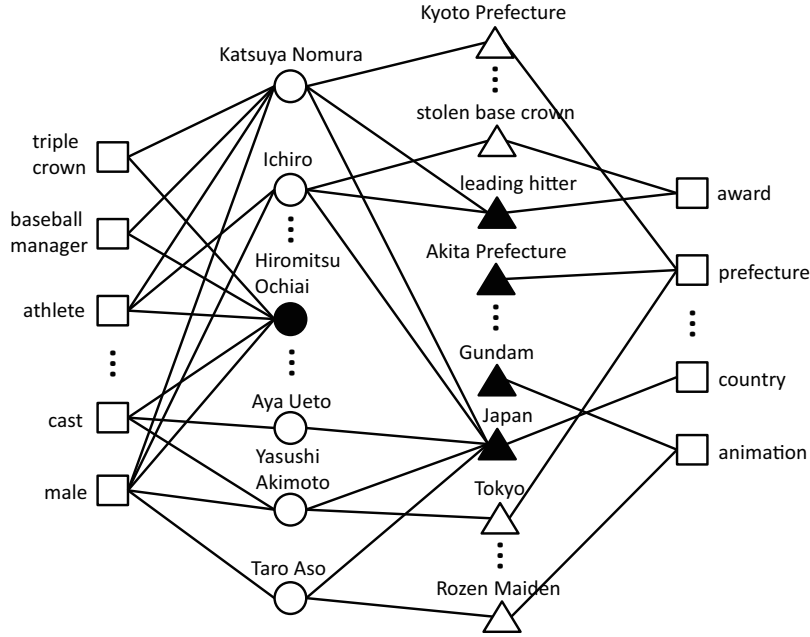 Kyoto Prefecture
Katsuya Nomura
stolen base crown
triple
crown
Ichiro
leading hitter
award
baseball
manager
Hiromitsu
Ochiai
Akita Prefecture
prefecture
athlete
Gundam
country
cast
Aya Ueto
Japan
animation
male
Yasushi
Akimoto
Tokyo
Taro Aso
Rozen Maiden